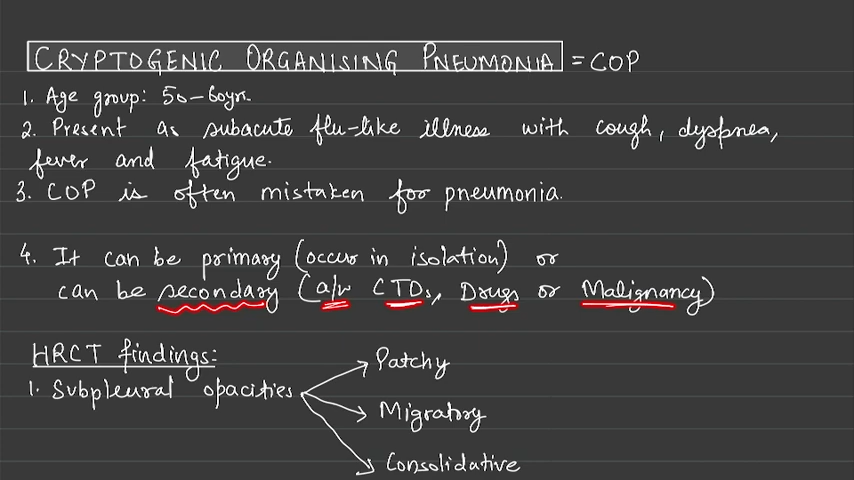 CRYPTOGENIC ORGANISING PNEUMONIA = COP
1. Age group: 50-60yrs.
2. Present as subacute flu-like illness with cough, dyspnea,
fever and fatigue.
3. COP is often mistaken for pneumonia.
4. It can be primary (occur in isolation) or
can be secondary (a/w CTDs, Drugs or Malignancy)
HRCT findings:
1. Subpleural opacities
Patchy
Migratory
Consolidative